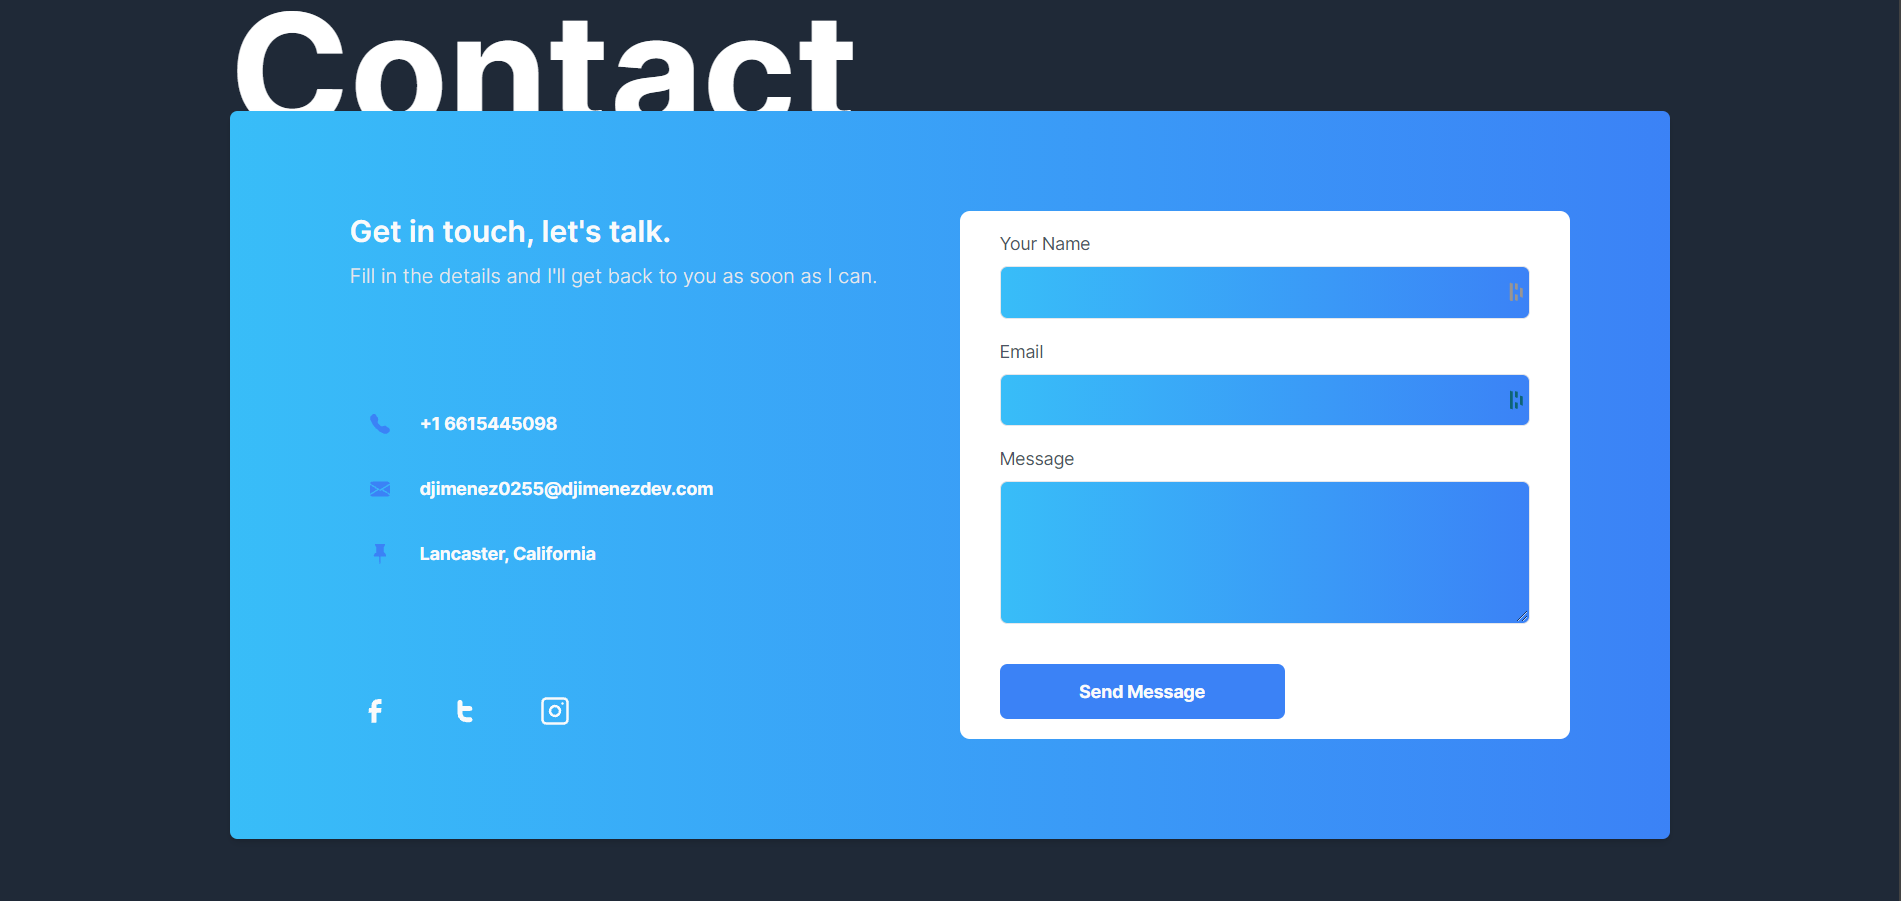 Contact
Get in touch, let's talk.
Fill in the details and I'll get back to you as soon as I can.
+1 6615445098
djimenez0255@djimenezdev.com
Lancaster, California
Your Name
Email
Message
Send Message